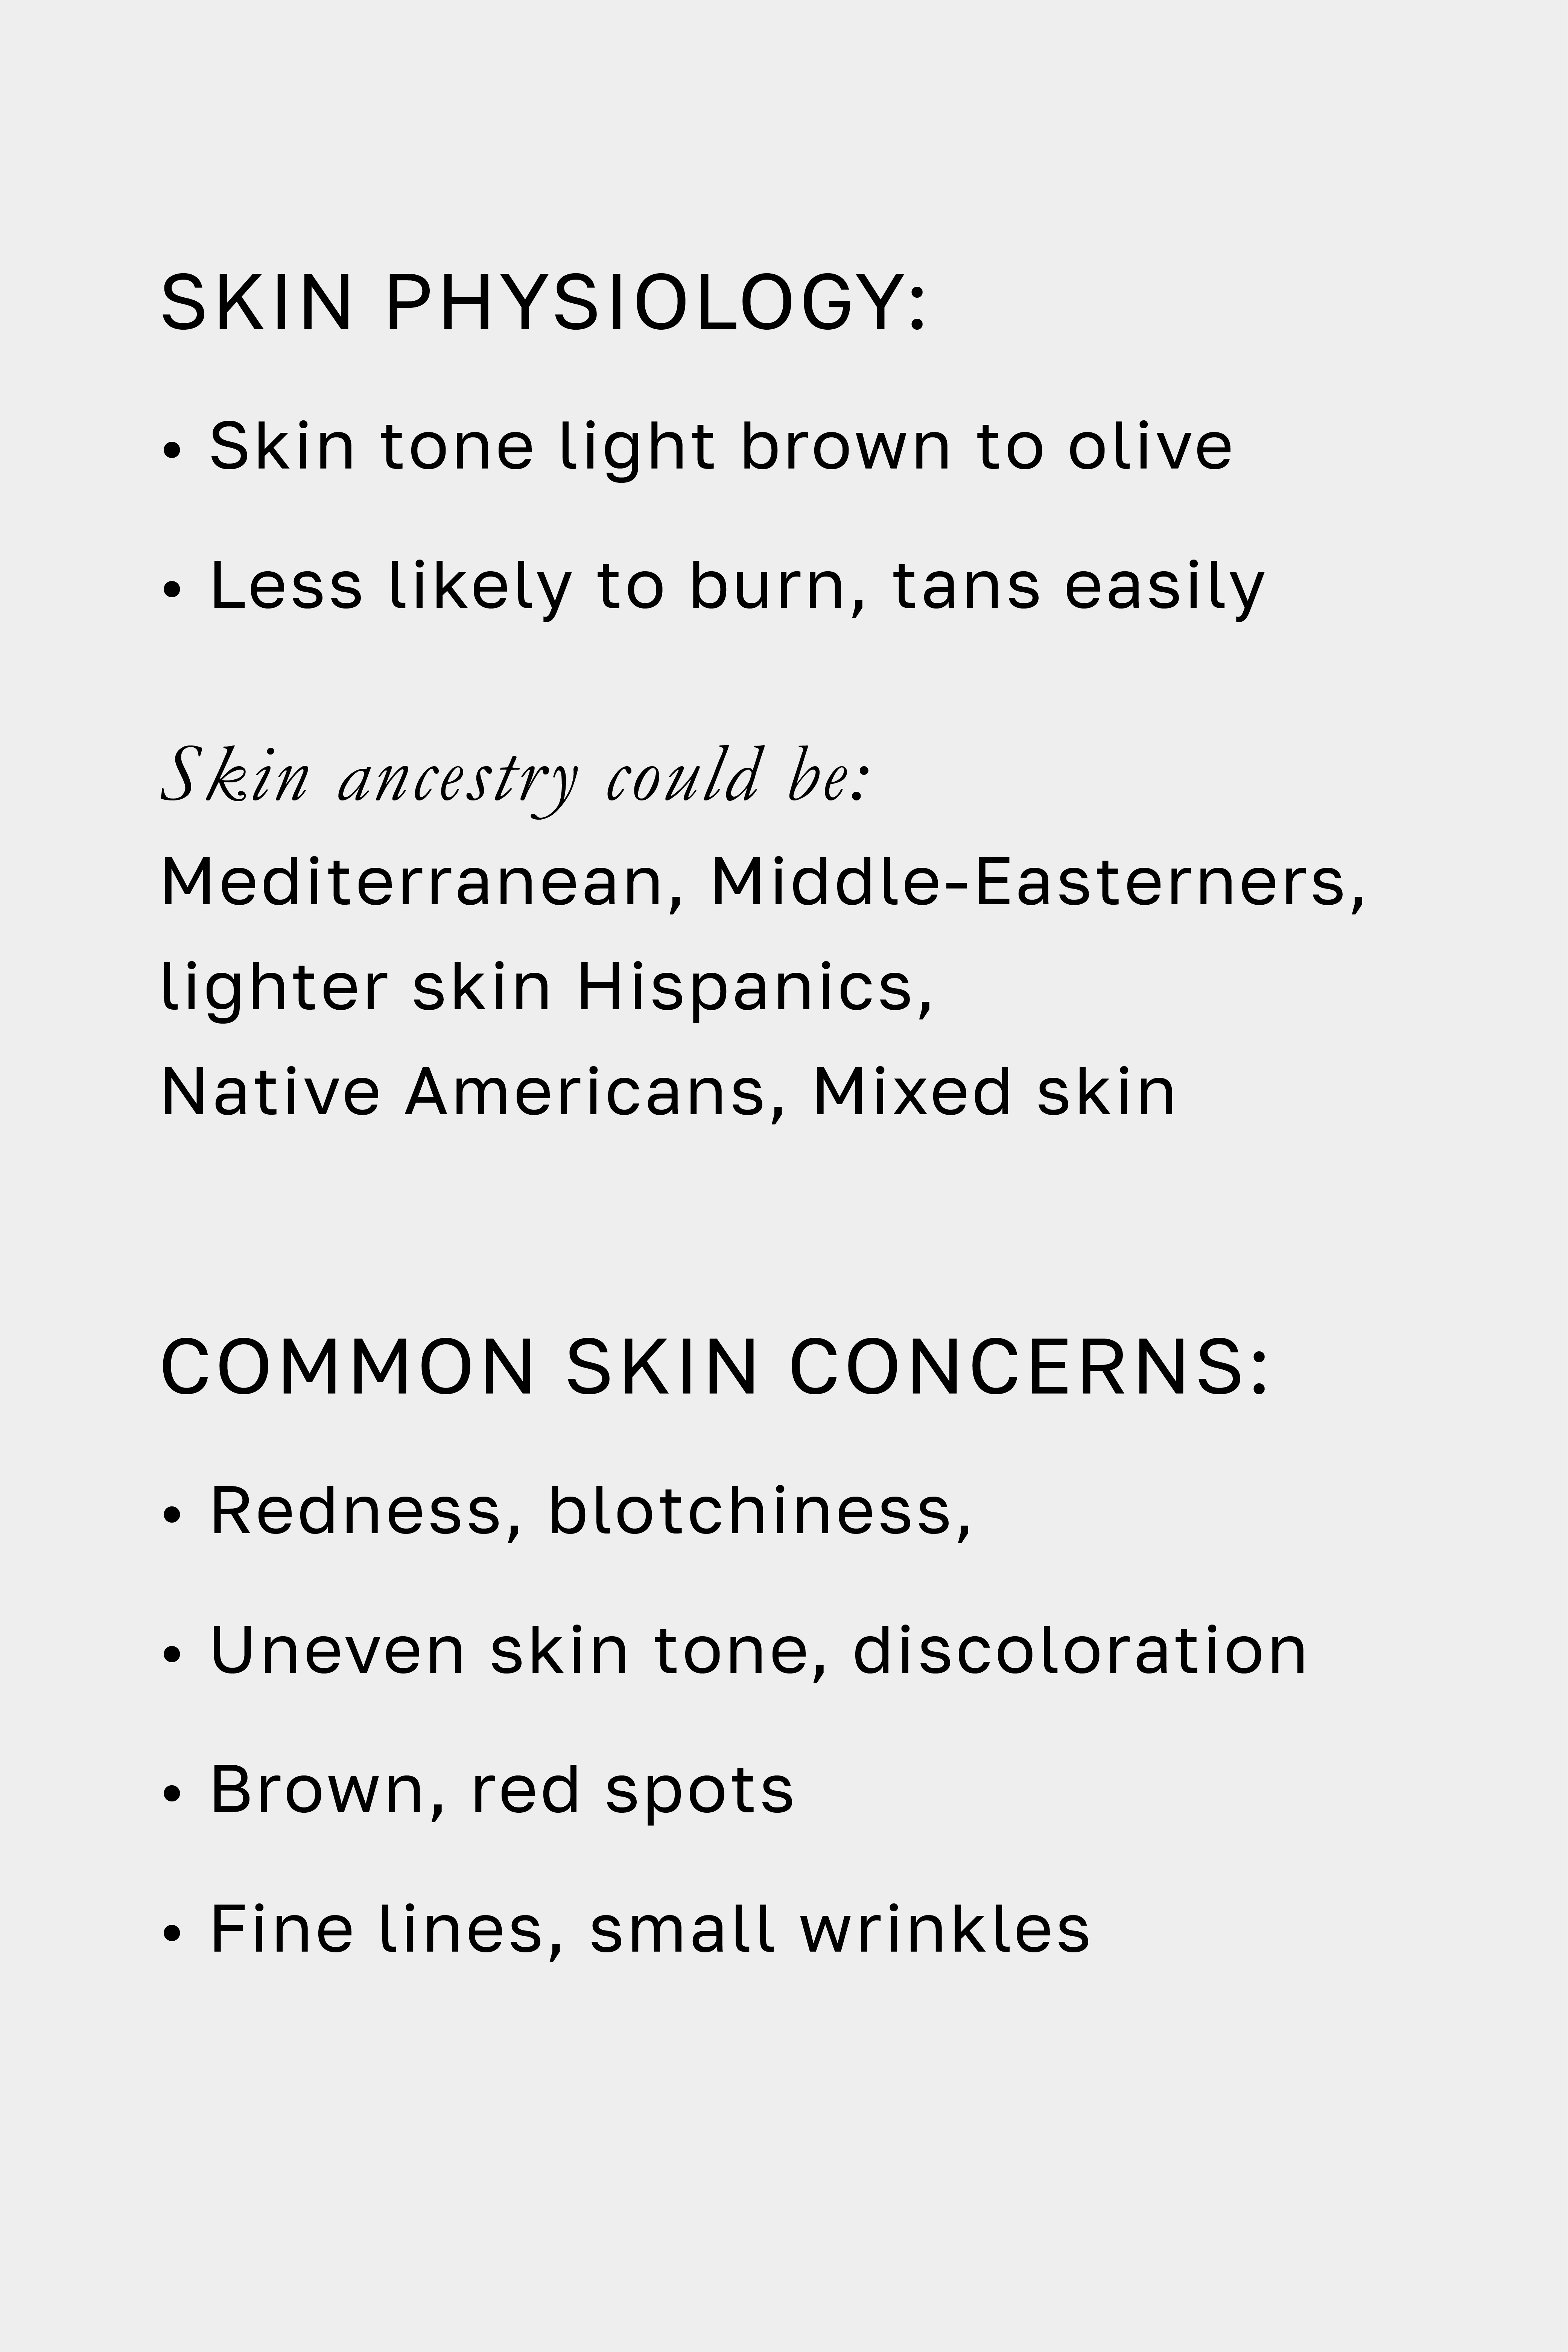 SKIN PHYSIOLOGY:
• Skin tone light brown to olive
• Less likely to burn, tans easily
Skin ancestry could be:
Mediterranean, Middle-Easterners,
lighter skin Hispanics,
Native Americans, Mixed skin
COMMON SKIN CONCERNS:
• Redness, blotchiness,
• Uneven skin tone, discoloration
• Brown, red spots
• Fine lines, small wrinkles